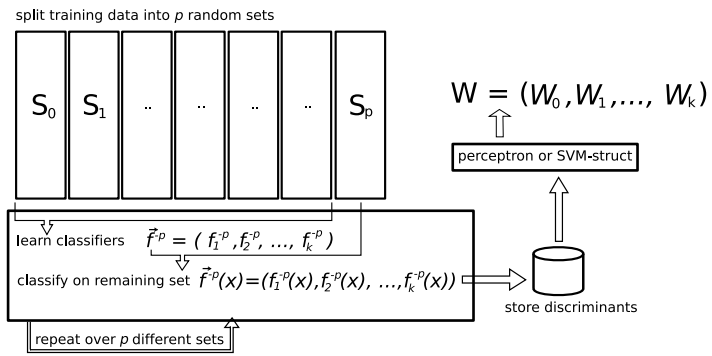 split training data into p random sets
S₀ S₁ .. .. .. .. Sₚ
W = (W₀,W₁,..., Wₖ)
perceptron or SVM-struct
learn classifiers f⃗⁻ᵖ = ( f₁⁻ᵖ,f₂⁻ᵖ, ..., fₖ⁻ᵖ )
classify on remaining set f⃗⁻ᵖ(x)=(f₁⁻ᵖ(x),f₂⁻ᵖ(x), ...,fₖ⁻ᵖ(x))
store discriminants
repeat over p different sets